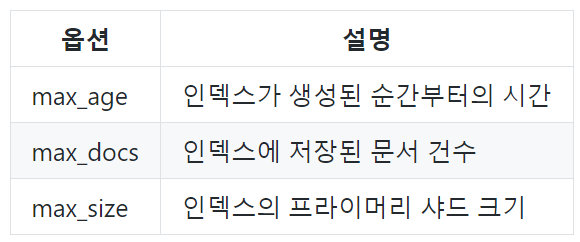 옵션 설명
max_age 인덱스가 생성된 순간부터의 시간
max_docs 인덱스에 저장된 문서 건수
max_size 인덱스의 프라이머리 샤드 크기